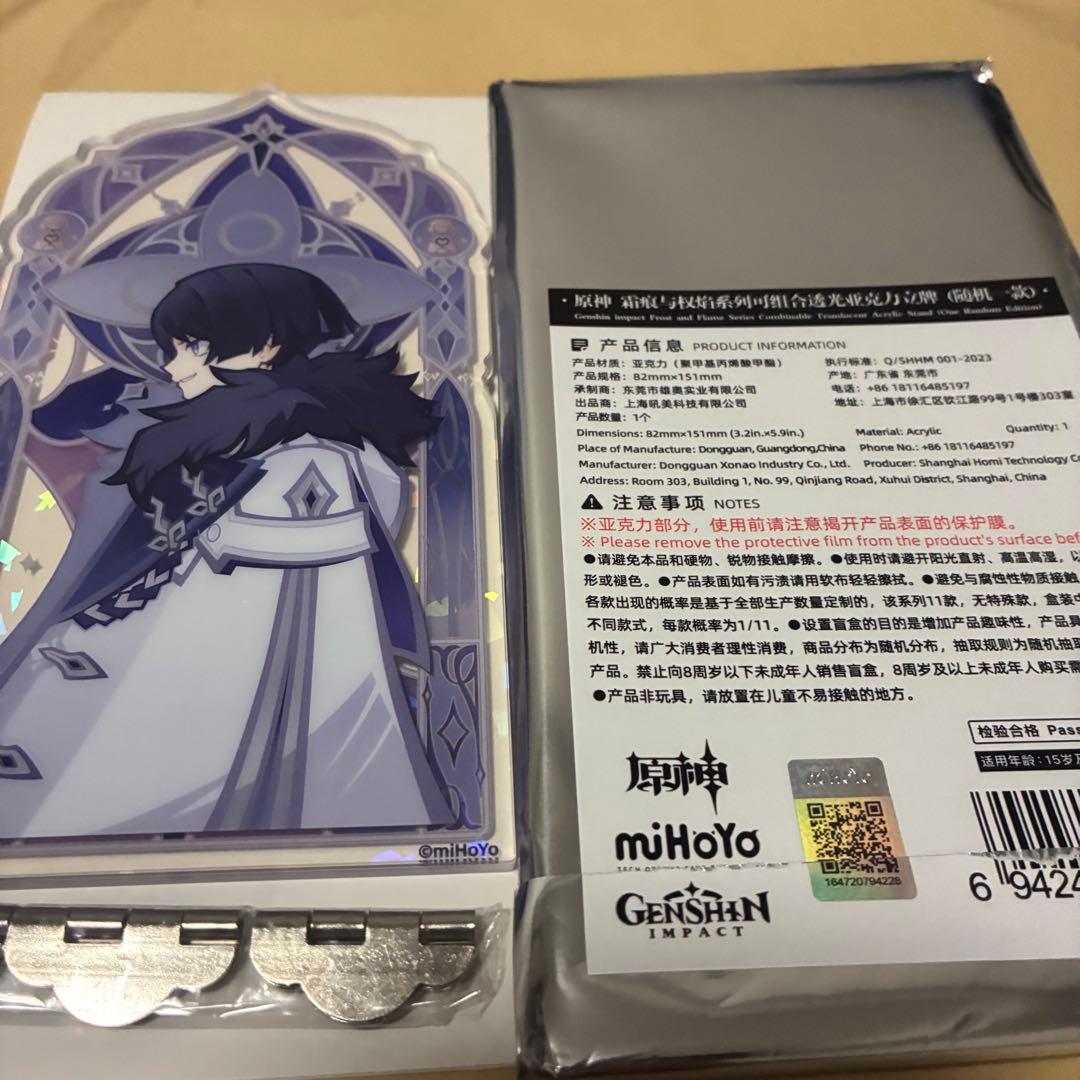 ©miHoYo
·原神 霜痕与权焰系列可组合透光亚克力立牌（随机一款）·
Genshin impact Frost and Flame Series Combinable Translucent Acrylic Stand (One Random Edition)
产品信息 PRODUCT INFORMATION
产品材质：亚克力（聚甲基丙烯酸甲酯）
执行标准：Q/SHHM 001-2023
产品规格：82mm×151mm
产地：广东省 东莞市
承制商：东莞市雄奥实业有限公司
电话：+86 18116485197
出品商：上海吼美科技有限公司
地址：上海市徐汇区钦江路99号1号楼303室
产品数量：1个
Dimensions: 82mm×151mm (3.2in.×5.9in.)
Material: Acrylic
Quantity: 1
Place of Manufacture: Dongguan, Guangdong,China
Phone No.: +86 18116485197
Manufacturer: Dongguan Xonao Industry Co., Ltd.
Producer: Shanghai Homi Technology Co
Address: Room 303, Building 1, No. 99, Qinjiang Road, Xuhui District, Shanghai, China
注意事项 NOTES
※亚克力部分，使用前请注意揭开产品表面的保护膜。
※ Please remove the protective film from the product's surface bef
●请避免本品和硬物、锐物接触摩擦。●使用时请避开阳光直射、高温高湿，以
形或褪色。●产品表面如有污渍请用软布轻轻擦拭。●避免与腐蚀性物质接触
各款出现的概率是基于全部生产数量定制的，该系列11款，无特殊款，盒装中
不同款式，每款概率为1/11。●设置盲盒的目的是增加产品趣味性，产品具
机性，请广大消费者理性消费，商品分布为随机分布，抽取规则为随机抽取
产品。禁止向8周岁以下未成年人销售盲盒，8周岁及以上未成年人购买需
●产品非玩具，请放置在儿童不易接触的地方。
检验合格 Pass
适用年龄：15岁及
原神
miHoYo
miHoYo
TECH OTAKUS SAVE THE WORLD
164720794228
GENSHIN
IMPACT
6 9424